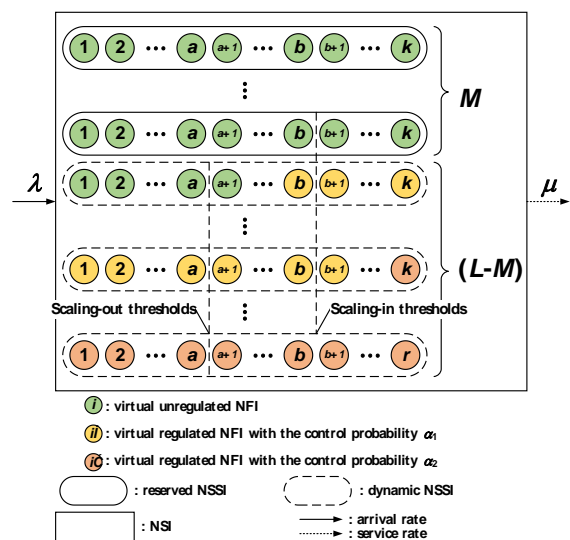 1 2 ... a a+1 ... b b+1 ... k
⋮
M
1 2 ... a a+1 ... b b+1 ... k
λ
1 2 ... a a+1 ... b b+1 ... k
μ
⋮
1 2 ... a a+1 ... b b+1 ... k
(L-M)
Scaling-out thresholds ⋮ Scaling-in thresholds
1 2 ... a a+1 ... b b+1 ... r
i : virtual unregulated NFI
iI : virtual regulated NFI with the control probability α1
iČ : virtual regulated NFI with the control probability α2
: reserved NSSI : dynamic NSSI
: NSI : arrival rate
: service rate